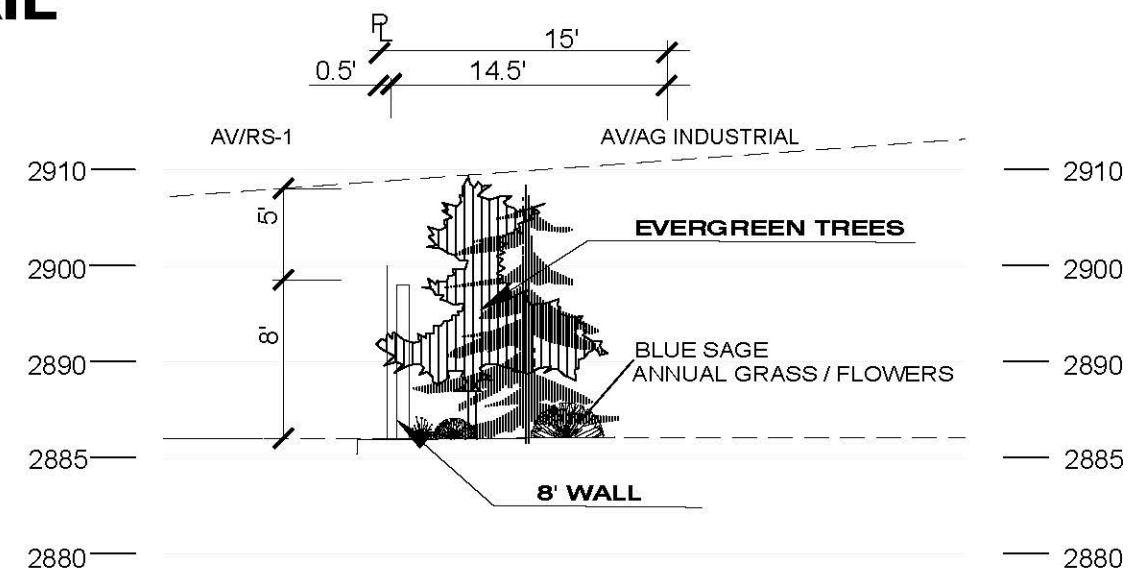 PL
15'
0.5'
14.5'
AV/RS-1
AV/AG INDUSTRIAL
2910
2910
5'
EVERGREEN TREES
2900
2900
8'
BLUE SAGE
2890
2890
ANNUAL GRASS / FLOWERS
2885
2885
8' WALL
2880
2880